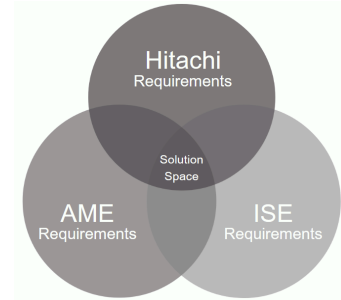 Hitachi
Requirements
Solution
Space
AME
Requirements
ISE
Requirements